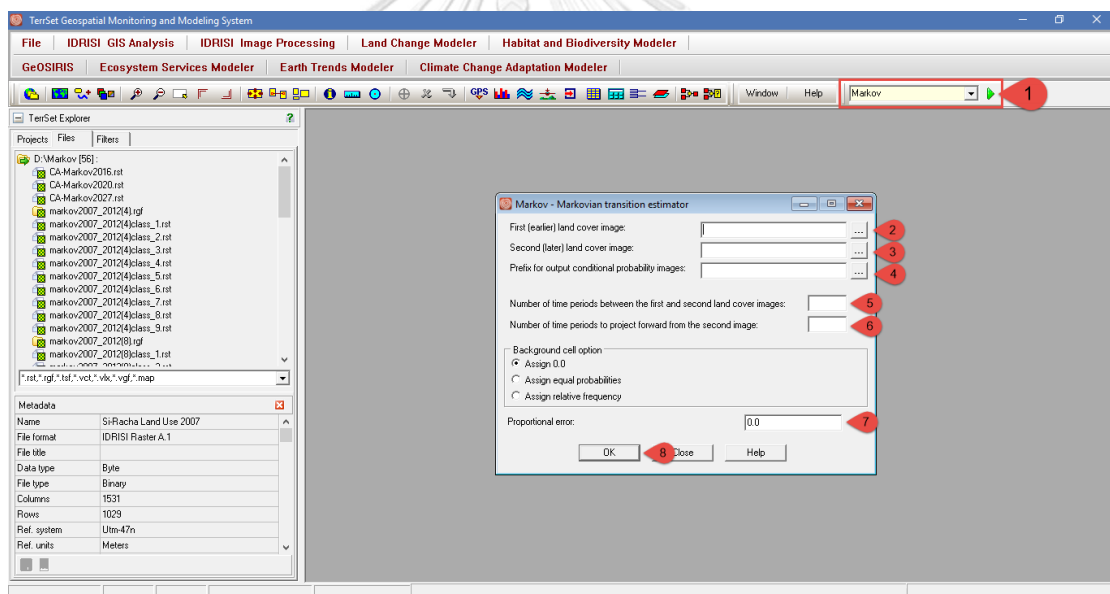 TerrSet Geospatial Monitoring and Modeling System
File IDRISI GIS Analysis IDRISI Image Processing Land Change Modeler Habitat and Biodiversity Modeler
GeOSIRIS Ecosystem Services Modeler Earth Trends Modeler Climate Change Adaptation Modeler
GPS Window Help Markov 1
TerrSet Explorer ?
Projects Files Filters
D:\Markov [56] :
CA-Markov2016.rst
CA-Markov2020.rst
CA-Markov2027.rst
markov2007_2012(4).rgf
markov2007_2012(4)class_1.rst
markov2007_2012(4)class_2.rst
markov2007_2012(4)class_3.rst
markov2007_2012(4)class_4.rst
markov2007_2012(4)class_5.rst
markov2007_2012(4)class_6.rst
markov2007_2012(4)class_7.rst
markov2007_2012(4)class_8.rst
markov2007_2012(4)class_9.rst
markov2007_2012(8).rgf
markov2007_2012(8)class_1.rst
*.rst,*.rgf,*.tsf,*.vct,*.vlx,*.vgf,*.map
Metadata
Name Si-Racha Land Use 2007
File format IDRISI Raster A.1
File title
Data type Byte
File type Binary
Columns 1531
Rows 1029
Ref. system Utm-47n
Ref. units Meters
Markov - Markovian transition estimator
First (earlier) land cover image: ... 2
Second (later) land cover image: ... 3
Prefix for output conditional probability images: ... 4
Number of time periods between the first and second land cover images: 5
Number of time periods to project forward from the second image: 6
Background cell option
Assign 0.0
Assign equal probabilities
Assign relative frequency
Proportional error: 0.0 7
OK 8 Close Help